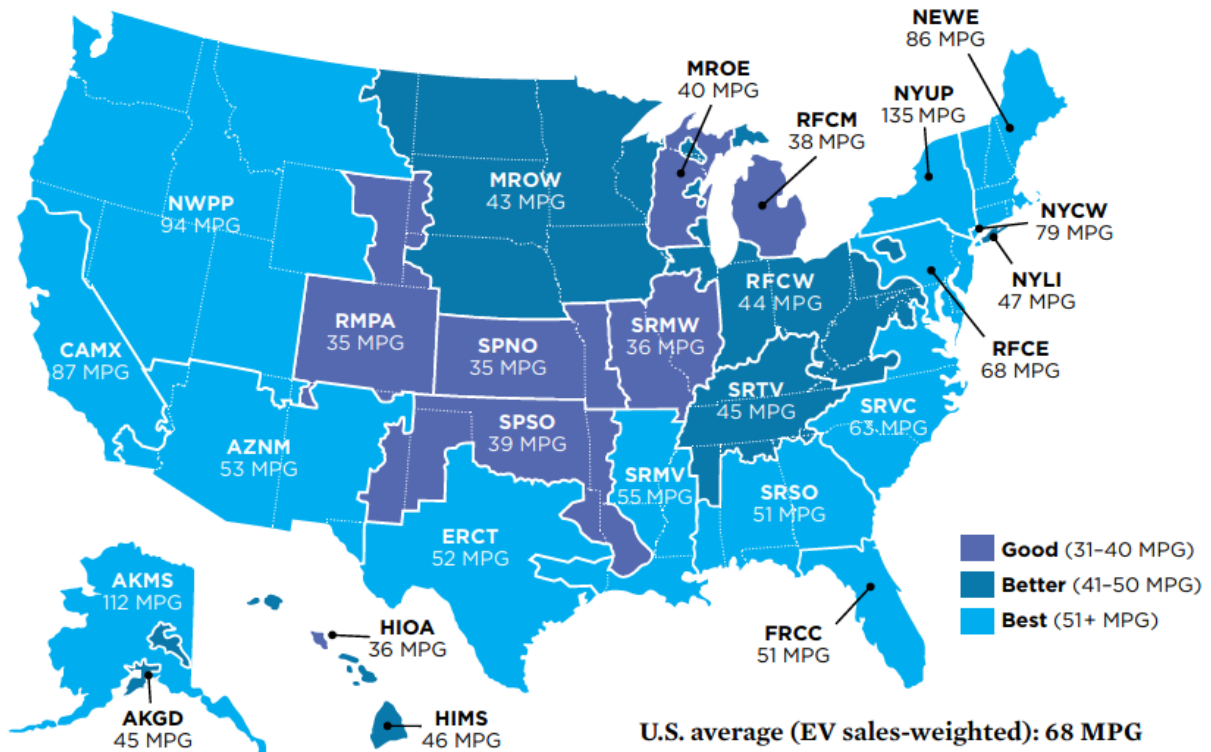 NEWE
86 MPG
MROE
40 MPG
NYUP
135 MPG
RFCM
38 MPG
NWPP
94 MPG
MROW
43 MPG
NYCW
79 MPG
NYLI
47 MPG
RFCW
44 MPG
RMPA
35 MPG
SPNO
35 MPG
SRMW
36 MPG
RFCE
68 MPG
CAMX
87 MPG
SRTV
45 MPG
SRVC
63 MPG
SPSO
39 MPG
AZNM
53 MPG
SRMV
55 MPG
SRSO
51 MPG
ERCT
52 MPG
Good (31–40 MPG)
Better (41–50 MPG)
Best (51+ MPG)
AKMS
112 MPG
HIOA
36 MPG
FRCC
51 MPG
AKGD
45 MPG
HIMS
46 MPG
U.S. average (EV sales-weighted): 68 MPG